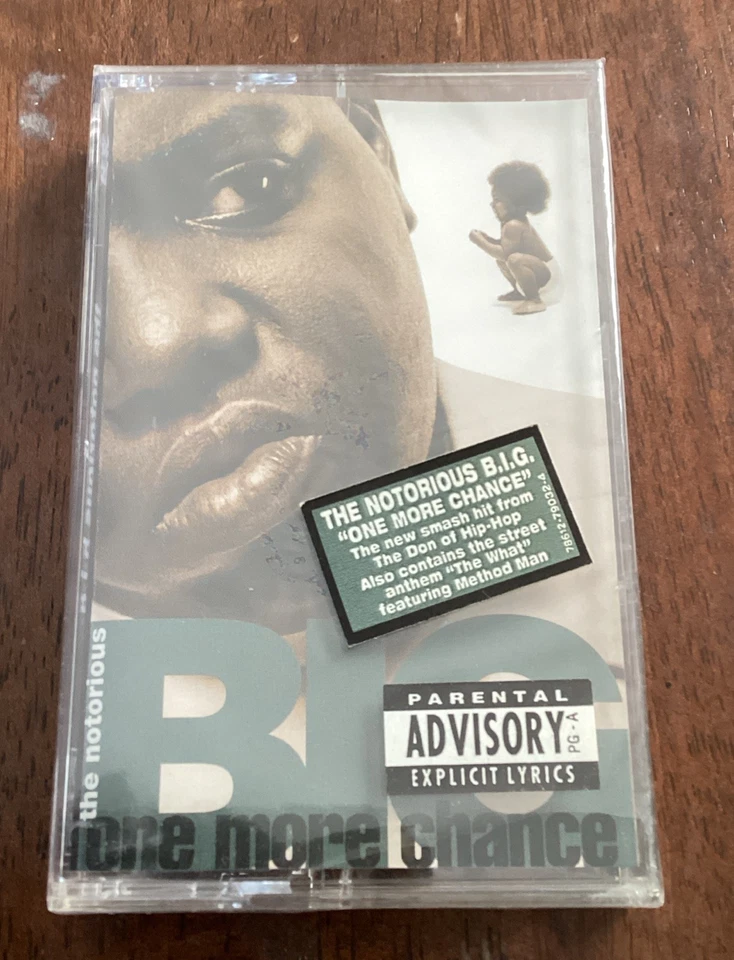 THE NOTORIOUS B.I.G.
"ONE MORE CHANCE"
The new smash hit from
The Don of Hip-Hop
Also contains the street
anthem "The What"
featuring Method Man
78612-79032-4
the notorious
BIG
PARENTAL
ADVISORY
PG-A
EXPLICIT LYRICS
one more chance